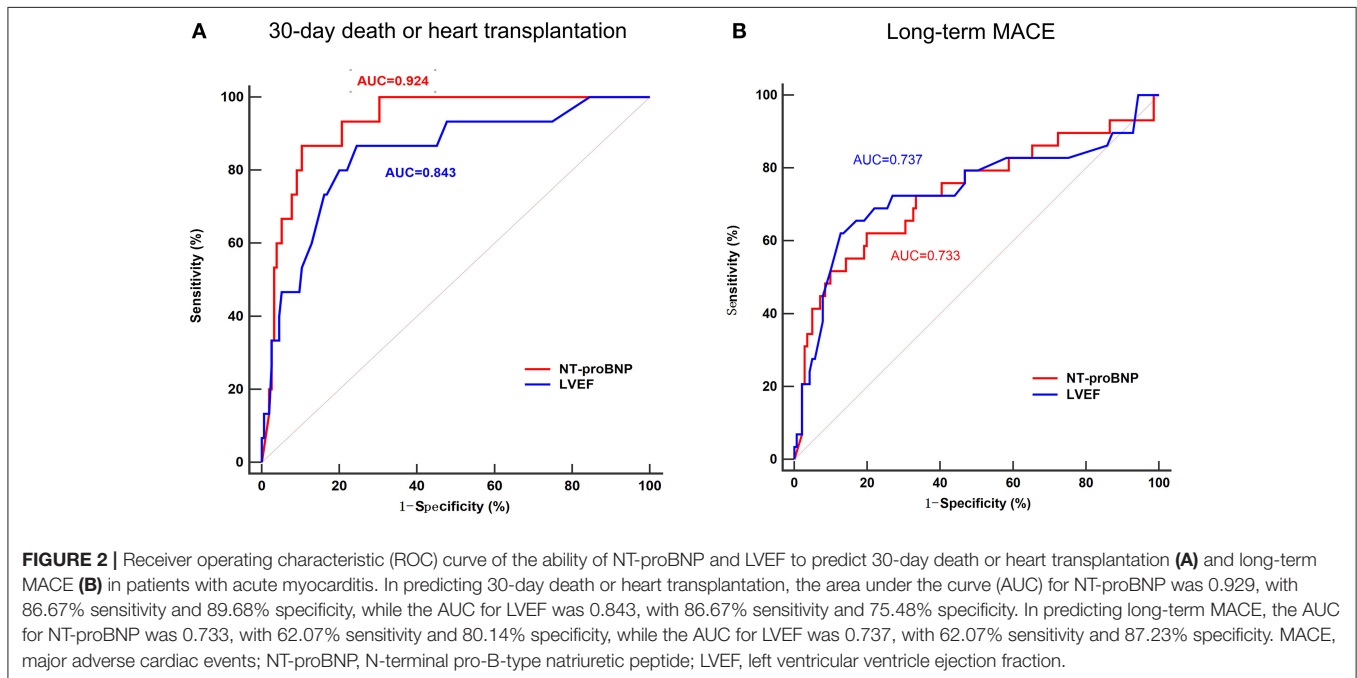 A 30-day death or heart transplantation
AUC=0.924
100
80
60
40
20
0
Sensitivity (%)
AUC=0.843
NT-proBNP
LVEF
0 20 40 60 80 100
1-Specificity (%)
B Long-term MACE
100
80
60
40
20
0
Sensitivity (%)
AUC=0.737
AUC=0.733
NT-proBNP
LVEF
0 20 40 60 80 100
1-Specificity (%)
FIGURE 2 | Receiver operating characteristic (ROC) curve of the ability of NT-proBNP and LVEF to predict 30-day death or heart transplantation (A) and long-term
MACE (B) in patients with acute myocarditis. In predicting 30-day death or heart transplantation, the area under the curve (AUC) for NT-proBNP was 0.929, with
86.67% sensitivity and 89.68% specificity, while the AUC for LVEF was 0.843, with 86.67% sensitivity and 75.48% specificity. In predicting long-term MACE, the AUC
for NT-proBNP was 0.733, with 62.07% sensitivity and 80.14% specificity, while the AUC for LVEF was 0.737, with 62.07% sensitivity and 87.23% specificity. MACE,
major adverse cardiac events; NT-proBNP, N-terminal pro-B-type natriuretic peptide; LVEF, left ventricular ventricle ejection fraction.